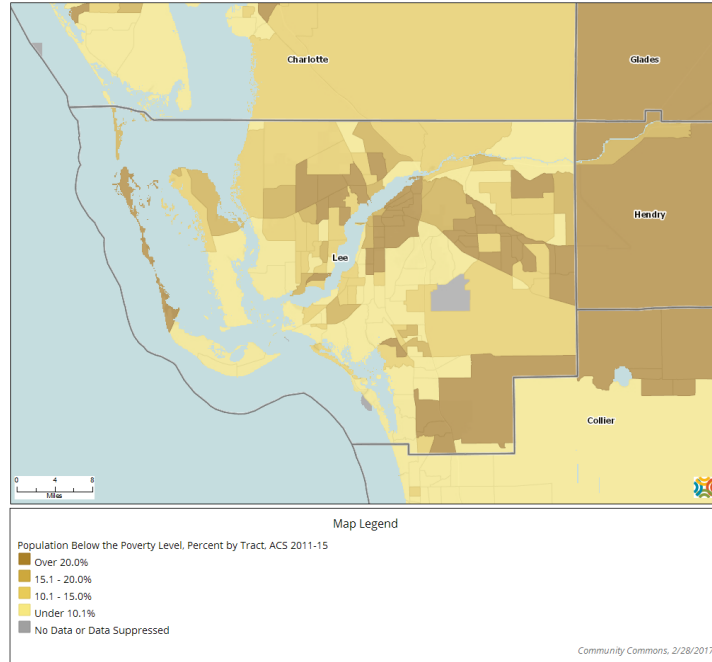 Charlotte
Glades
Hendry
Lee
Collier
0 4 8
Miles
Map Legend
Population Below the Poverty Level, Percent by Tract, ACS 2011-15
Over 20.0%
15.1 - 20.0%
10.1 - 15.0%
Under 10.1%
No Data or Data Suppressed
Community Commons, 2/28/2017